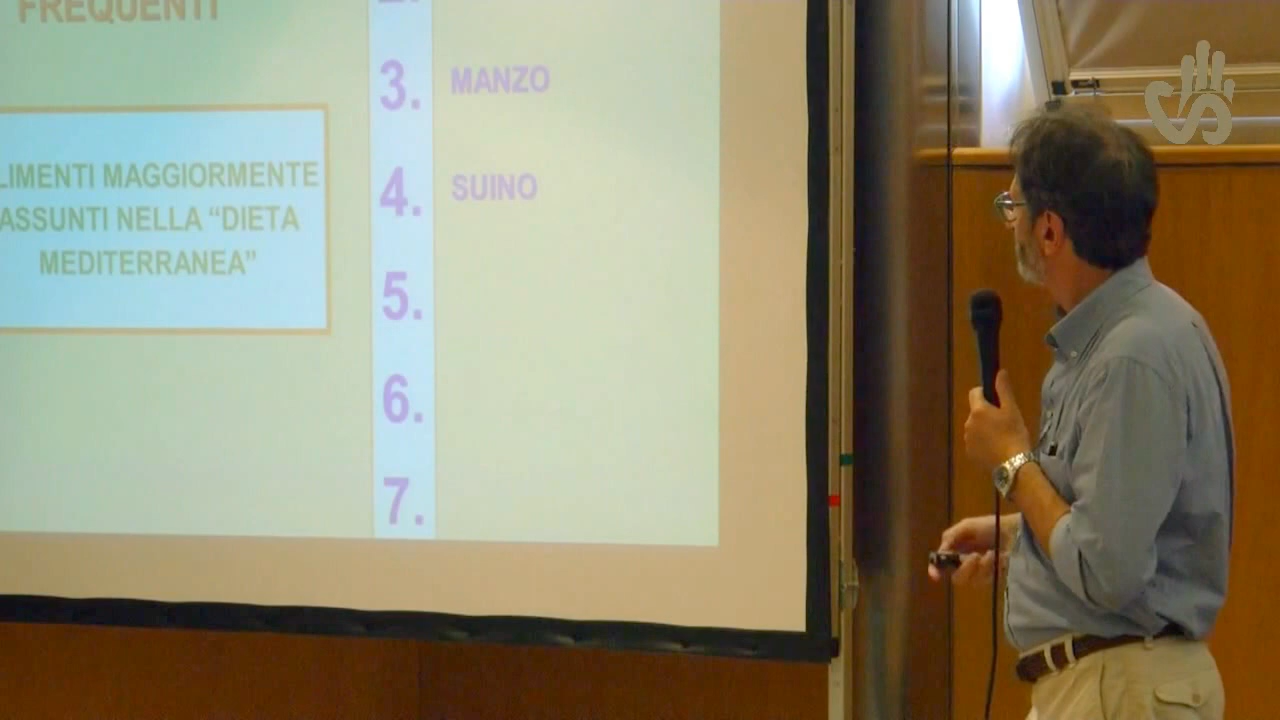 FREQUENTI
LIMENTI MAGGIORMENTE
ASSUNTI NELLA “DIETA
MEDITERRANEA”
3. MANZO
4. SUINO
5.
6.
7.